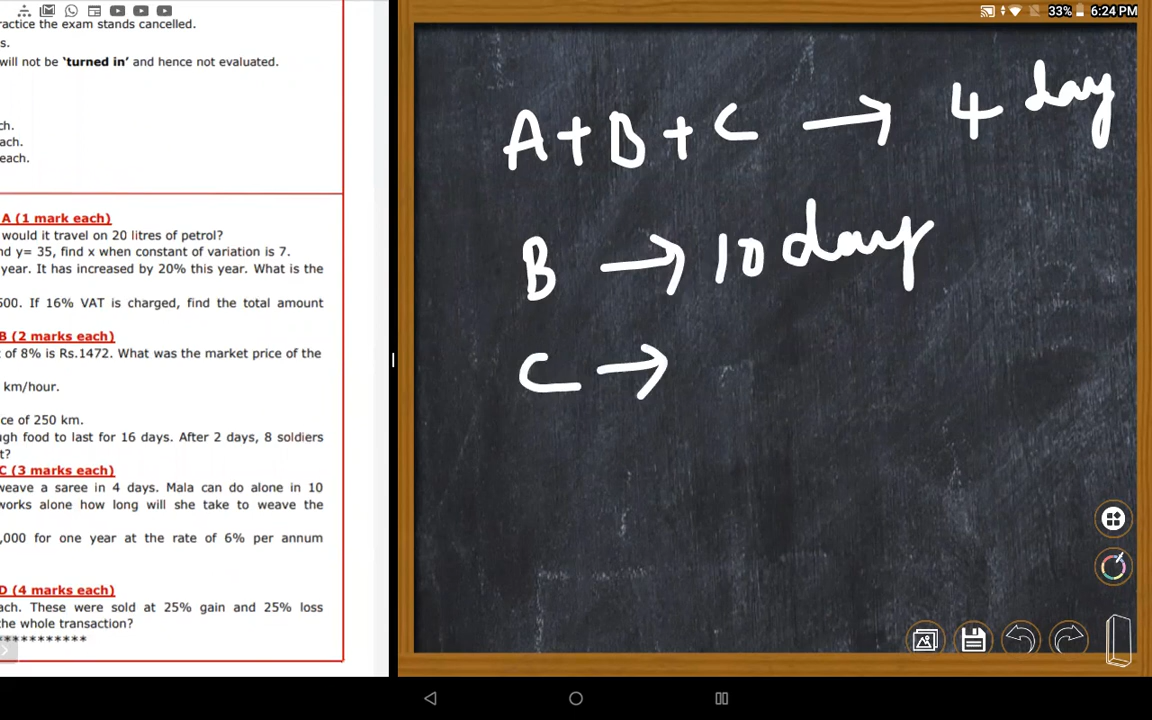 33% 6:24 PM
ractice the exam stands cancelled.
s.
will not be ‘turned in’ and hence not evaluated.
ch.
ach.
each.
A (1 mark each)
would it travel on 20 litres of petrol?
nd y= 35, find x when constant of variation is 7.
year. It has increased by 20% this year. What is the
500. If 16% VAT is charged, find the total amount
B (2 marks each)
t of 8% is Rs.1472. What was the market price of the
km/hour.
ce of 250 km.
ugh food to last for 16 days. After 2 days, 8 soldiers
t?
C (3 marks each)
weave a saree in 4 days. Mala can do alone in 10
works alone how long will she take to weave the
,000 for one year at the rate of 6% per annum
D (4 marks each)
ach. These were sold at 25% gain and 25% loss
the whole transaction?
***********
A+B+C → 4 day
B → 10 day
C →